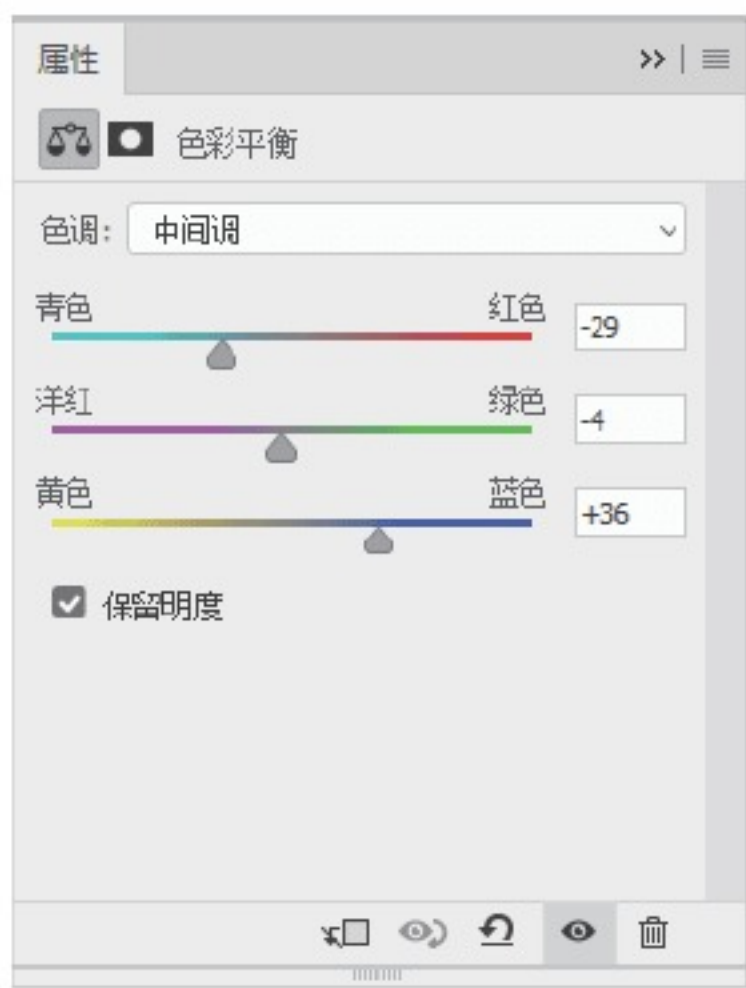 属性
色彩平衡
色调: 中间调
青色 红色 -29
洋红 绿色 -4
黄色 蓝色 +36
保留明度